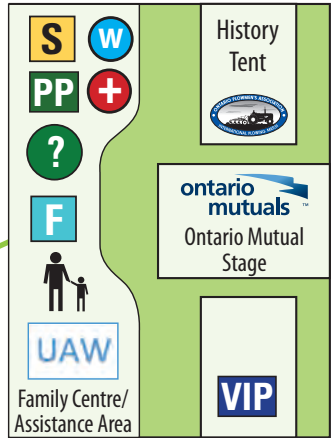 S W
PP +
?
F
UAW
Family Centre/
Assistance Area
History
Tent
ONTARIO PLOWMEN'S ASSOCIATION
INTERNATIONAL PLOWING MATCH
ontario
mutuals
TM
Ontario Mutual
Stage
VIP